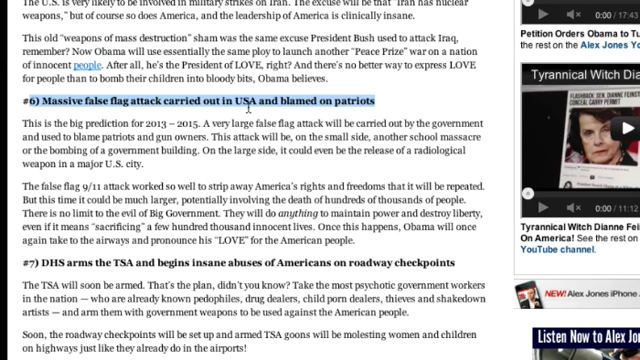 The U.S. is very likely to be involved in military strikes on Iran. The excuse will be that "Iran has nuclear
weapons," but of course so does America, and the leadership of America is clinically insane.
This old "weapons of mass destruction" sham was the same excuse President Bush used to attack Iraq,
remember? Now Obama will use essentially the same ploy to launch another "Peace Prize" war on a nation
of innocent people. After all, he's the President of LOVE, right? And there's no better way to express LOVE
for people than to bomb their children into bloody bits, Obama believes.
#6) Massive false flag attack carried out in USA and blamed on patriots
This is the big prediction for 2013 – 2015. A very large false flag attack will be carried out by the government
and used to blame patriots and gun owners. This attack will be, on the small side, another school massacre
or the bombing of a government building. On the large side, it could even be the release of a radiological
weapon in a major U.S. city.
The false flag 9/11 attack worked so well to strip away America's rights and freedoms that it will be repeated.
But this time it could be much larger, potentially involving the death of hundreds of thousands of people.
There is no limit to the evil of Big Government. They will do anything to maintain power and destroy liberty,
even if it means "sacrificing" a few hundred thousand innocent lives. Once this happens, Obama will once
again take to the airways and pronounce his "LOVE" for the American people.
#7) DHS arms the TSA and begins insane abuses of Americans on roadway checkpoints
The TSA will soon be armed. That's the plan, didn't you know? Take the most psychotic government workers
in the nation — who are already known pedophiles, drug dealers, child porn dealers, thieves and shakedown
artists — and arm them with government weapons to be used against the American people.
Soon, the roadway checkpoints will be set up and armed TSA goons will be molesting women and children
on highways just like they already do in the airports!
0:00 / 17:43
Petition Orders Obama to Tu
the rest on the Alex Jones Yo
Tyrannical Witch Dia
FLASHBACK: SEN. DIANNE
FEINSTEIN
CONCEAL CARRY PERMIT
0:00 / 11:12
Tyrannical Witch Dianne Fei
On America! See the rest on
YouTube channel.
NEW! Alex Jones iPhone
Listen Now to Alex Jo